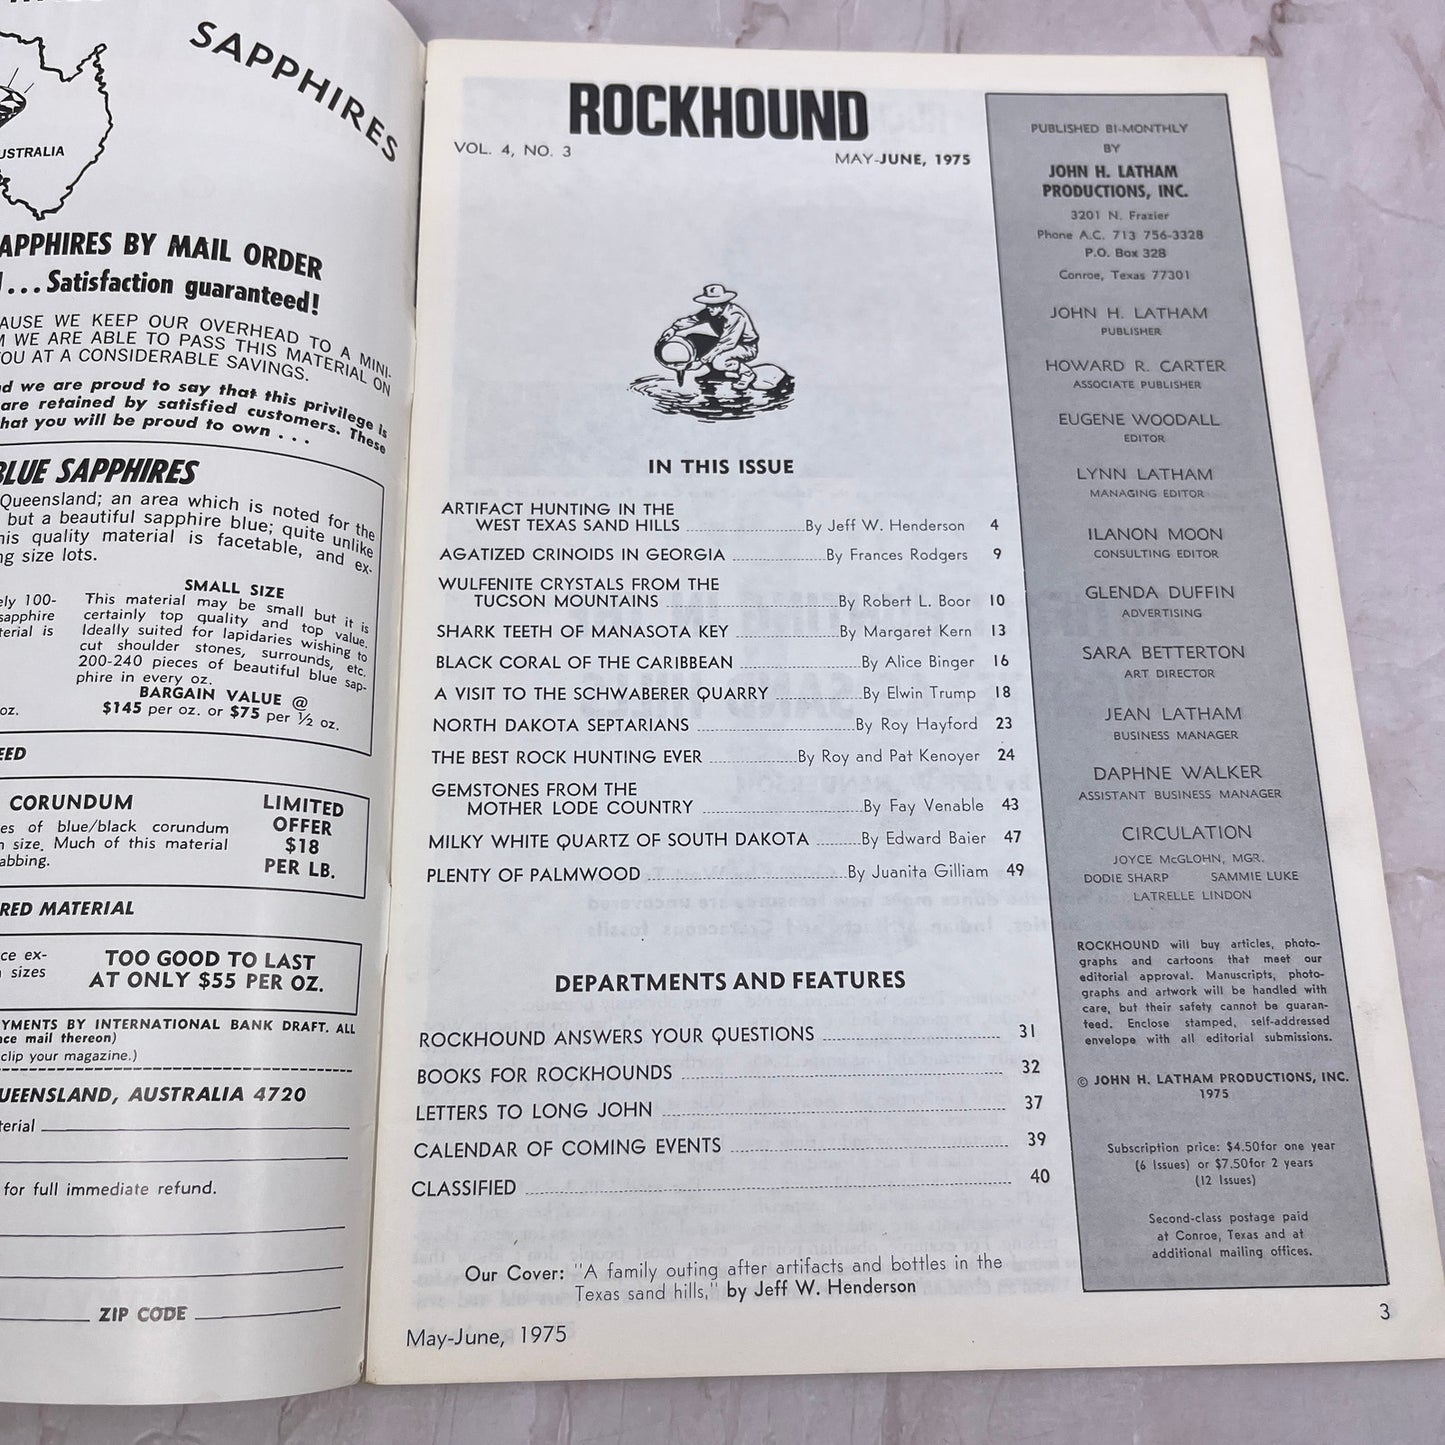 SAPPHIRES
AUSTRALIA
SAPPHIRES BY MAIL ORDER
... Satisfaction guaranteed!
WE KEEP OUR OVERHEAD TO A MINI-
WE ARE ABLE TO PASS THIS MATERIAL ON
YOU AT A CONSIDERABLE SAVINGS.
we are proud to say that this privilege is
are retained by satisfied customers. These
that you will be proud to own . . .
BLUE SAPPHIRES
Queensland; an area which is noted for the
but a beautiful sapphire blue; quite unlike
quality material is facetable, and ex-
size lots.
100-
sapphire
is
oz.
SMALL SIZE
This material may be small but it is
certainly top quality and top value.
Ideally suited for lapidaries wishing to
cut shoulder stones, surrounds, etc.
200-240 pieces of beautiful blue sap-
phire in every oz.
BARGAIN VALUE @
$145 per oz. or $75 per ½ oz.
CORUNDUM
of blue/black corundum
size. Much of this material
LIMITED
OFFER
$18
PER LB.
MATERIAL
ex-
sizes
TOO GOOD TO LAST
AT ONLY $55 PER OZ.
BY INTERNATIONAL BANK DRAFT. ALL
mail thereon)
clip your magazine.)
QUEENSLAND, AUSTRALIA 4720
for full immediate refund.
ZIP CODE
ROCKHOUND
VOL. 4, NO. 3
MAY-JUNE, 1975
IN THIS ISSUE
ARTIFACT HUNTING IN THE
WEST TEXAS SAND HILLS By Jeff W. Henderson 4
AGATIZED CRINOIDS IN GEORGIA By Frances Rodgers 9
WULFENITE CRYSTALS FROM THE
TUCSON MOUNTAINS By Robert L. Boor 10
SHARK TEETH OF MANASOTA KEY By Margaret Kern 13
BLACK CORAL OF THE CARIBBEAN By Alice Binger 16
A VISIT TO THE SCHWABERER QUARRY By Elwin Trump 18
NORTH DAKOTA SEPTARIANS By Roy Hayford 23
THE BEST ROCK HUNTING EVER By Roy and Pat Kenoyer 24
GEMSTONES FROM THE
MOTHER LODE COUNTRY By Fay Venable 43
MILKY WHITE QUARTZ OF SOUTH DAKOTA By Edward Baier 47
PLENTY OF PALMWOOD By Juanita Gilliam 49
DEPARTMENTS AND FEATURES
ROCKHOUND ANSWERS YOUR QUESTIONS 31
BOOKS FOR ROCKHOUNDS 32
LETTERS TO LONG JOHN 37
CALENDAR OF COMING EVENTS 39
CLASSIFIED 40
Our Cover: "A family outing after artifacts and bottles in the
Texas sand hills," by Jeff W. Henderson
May-June, 1975
PUBLISHED BI-MONTHLY
BY
JOHN H. LATHAM
PRODUCTIONS, INC.
3201 N. Frazier
Phone A.C. 713 756-3328
P.O. Box 328
Conroe, Texas 77301
JOHN H. LATHAM
PUBLISHER
HOWARD R. CARTER
ASSOCIATE PUBLISHER
EUGENE WOODALL
EDITOR
LYNN LATHAM
MANAGING EDITOR
ILANON MOON
CONSULTING EDITOR
GLENDA DUFFIN
ADVERTISING
SARA BETTERTON
ART DIRECTOR
JEAN LATHAM
BUSINESS MANAGER
DAPHNE WALKER
ASSISTANT BUSINESS MANAGER
CIRCULATION
JOYCE McGLOHN, MGR.
DODIE SHARP SAMMIE LUKE
LATRELLE LINDON
ROCKHOUND will buy articles, photo-
graphs and cartoons that meet our
editorial approval. Manuscripts, photo-
graphs and artwork will be handled with
care, but their safety cannot be guaran-
teed. Enclose stamped, self-addressed
envelope with all editorial submissions.
© JOHN H. LATHAM PRODUCTIONS, INC.
1975
Subscription price: $4.50for one year
(6 Issues) or $7.50for 2 years
(12 Issues)
Second-class postage paid
at Conroe, Texas and at
additional mailing offices.
3